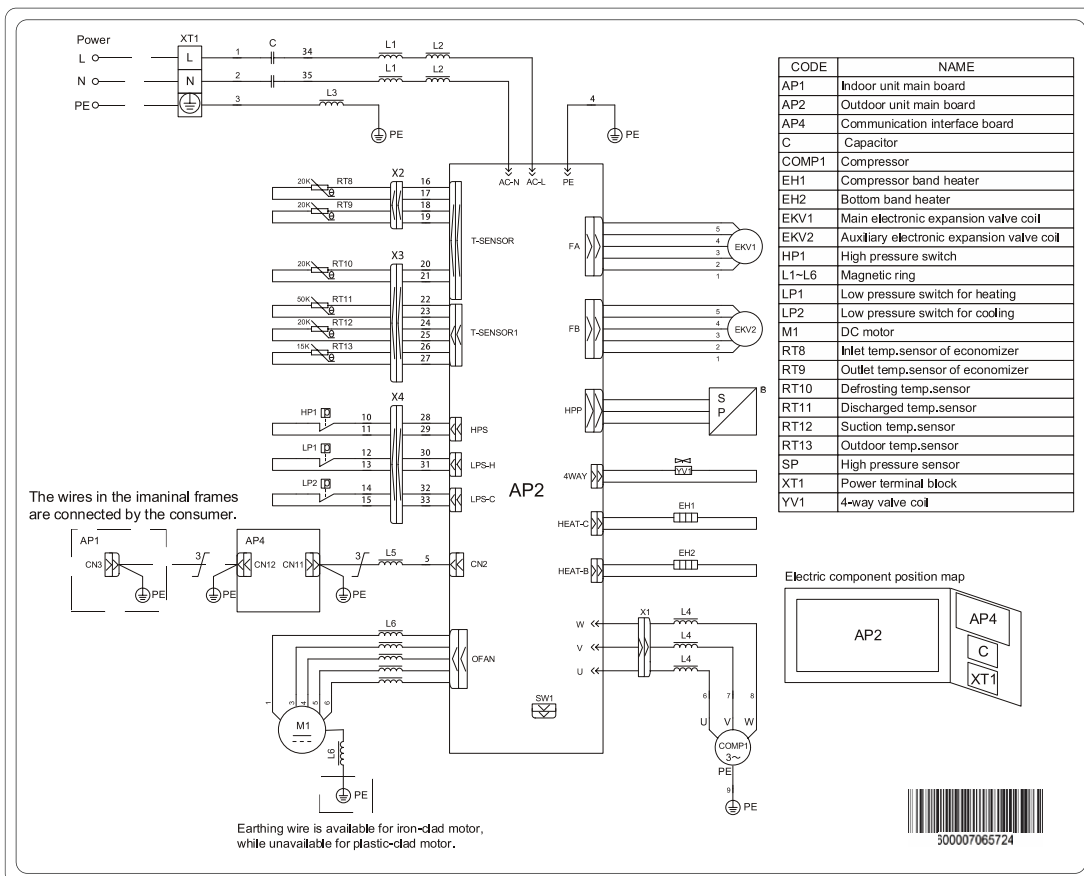 Power
XT1
L
L
1
C
34
L1
L2
N
N
2
35
L1
L2
PE
3
L3
PE
4
PE
AC-N
AC-L
PE
X2
20K
RT8
16
17
20K
RT9
18
19
T-SENSOR
X3
20K
RT10
20
21
50K
RT11
22
23
20K
RT12
24
25
T-SENSOR1
15K
RT13
26
27
X4
HP1
P
10
28
11
29
HPS
LP1
P
12
30
13
31
LPS-H
LP2
P
14
32
15
33
LPS-C
AP2
The wires in the imaninal frames
are connected by the consumer.
AP1
CN3
PE
3
PE
AP4
CN12
CN11
PE
3
L5
5
CN2
L6
OFAN
1
3
4
5
6
M1
L6
PE
Earthing wire is available for iron-clad motor,
while unavailable for plastic-clad motor.
FA
5
4
3
2
1
EKV1
FB
5
4
3
2
1
EKV2
HPP
S
P
4WAY
YV1
HEAT-C
EH1
HEAT-B
EH2
W
V
U
X1
L4
L4
L4
6
7
8
U
V
W
COMP1
3~
PE
9
PE
SW1
CODE NAME
AP1 Indoor unit main board
AP2 Outdoor unit main board
AP4 Communication interface board
C Capacitor
COMP1 Compressor
EH1 Compressor band heater
EH2 Bottom band heater
EKV1 Main electronic expansion valve coil
EKV2 Auxiliary electronic expansion valve coil
HP1 High pressure switch
L1~L6 Magnetic ring
LP1 Low pressure switch for heating
LP2 Low pressure switch for cooling
M1 DC motor
RT8 Inlet temp.sensor of economizer
RT9 Outlet temp.sensor of economizer
RT10 Defrosting temp.sensor
RT11 Discharged temp.sensor
RT12 Suction temp.sensor
RT13 Outdoor temp.sensor
SP High pressure sensor
XT1 Power terminal block
YV1 4-way valve coil
Electric component position map
AP2
AP4
C
XT1
600007065724